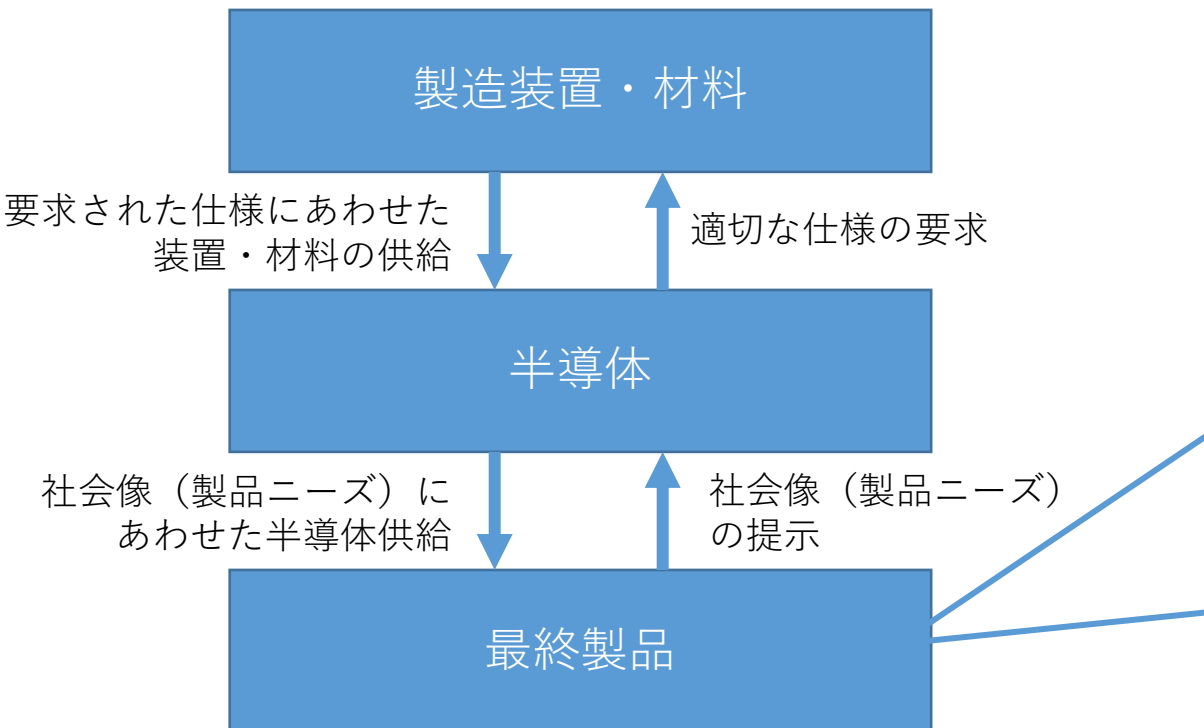 製造装置・材料
要求された仕様にあわせた
装置・材料の供給
適切な仕様の要求
半導体
社会像（製品ニーズ）に
あわせた半導体供給
社会像（製品ニーズ）
の提示
最終製品